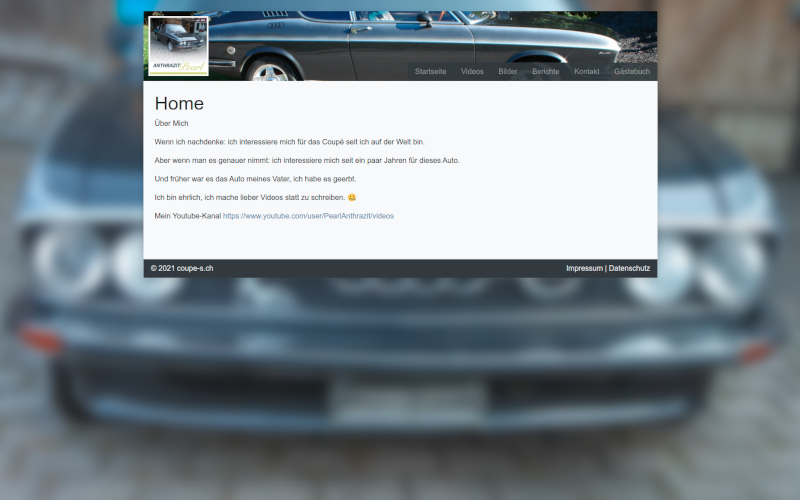 ANTHRAZIT
Pearl
Startseite Videos Bilder Berichte Kontakt Gästebuch
Home
Über Mich
Wenn ich nachdenke: ich interessiere mich für das Coupé seit ich auf der Welt bin.
Aber wenn man es genauer nimmt: ich interessiere mich seit ein paar Jahren für dieses Auto.
Und früher war es das Auto meines Vater, ich habe es geerbt.
Ich bin ehrlich, ich mache lieber Videos statt zu schreiben. 🤐
Mein Youtube-Kanal https://www.youtube.com/user/PearlAnthrazit/videos
© 2021 coupe-s.ch
Impressum | Datenschutz